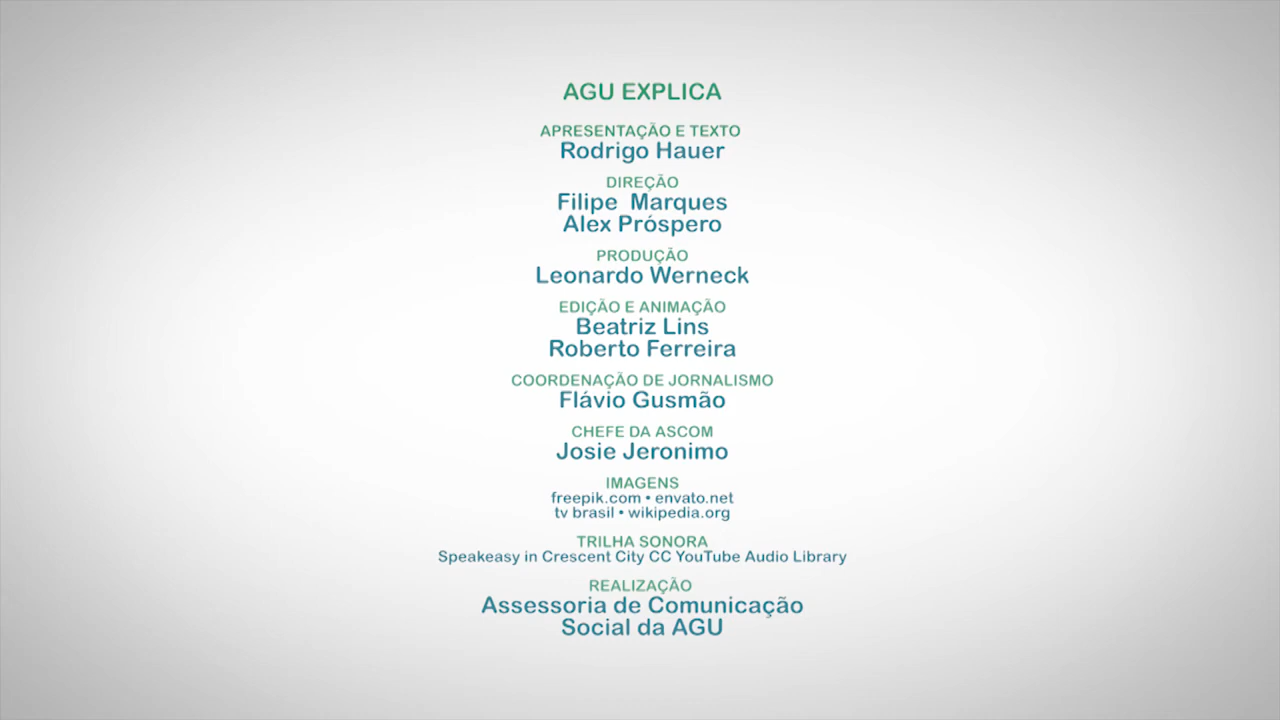 AGU EXPLICA
APRESENTAÇÃO E TEXTO
Rodrigo Hauer
DIREÇÃO
Filipe  Marques
Alex Próspero
PRODUÇÃO
Leonardo Werneck
EDIÇÃO E ANIMAÇÃO
Beatriz Lins
Roberto Ferreira
COORDENAÇÃO DE JORNALISMO
Flávio Gusmão
CHEFE DA ASCOM
Josie Jeronimo
IMAGENS
freepik.com • envato.net
tv brasil • wikipedia.org
TRILHA SONORA
Speakeasy in Crescent City CC YouTube Audio Library
REALIZAÇÃO
Assessoria de Comunicação
Social da AGU